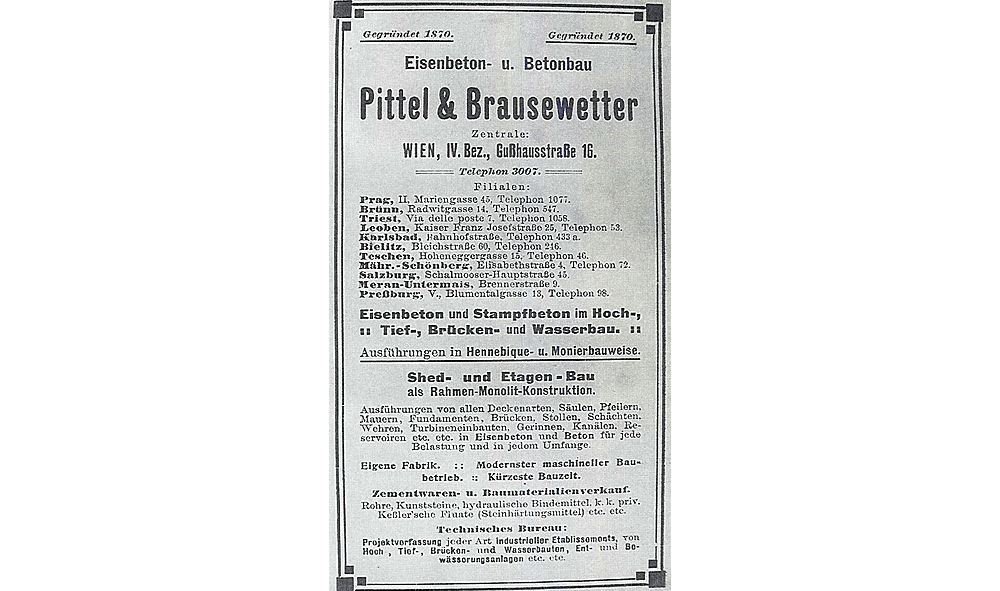 Gegründet 1870. Gegründet 1870.
Eisenbeton- u. Betonbau
Pittel & Brausewetter
Zentrale:
WIEN, IV. Bez., Gußhausstraße 16.
Telephon 3007.
Filialen:
Prag, II, Mariengasse 45, Telephon 1077.
Brünn, Radwitgasse 14, Telephon 547.
Triest, Via delle poste 7, Telephon 1058.
Leoben, Kaiser Franz Josefstraße 25, Telephon 53.
Karlsbad, Bahnhofstraße, Telephon 433 a.
Bielitz, Bleichstraße 60, Telephon 216.
Teschen, Hoheneggergasse 15, Telephon 46.
Mähr.-Schönberg, Elisabethstraße 4, Telephon 72.
Salzburg, Schalmooser-Hauptstraße 45.
Meran-Untermais, Brennerstraße 9.
Preßburg, V., Blumentalgasse 13, Telephon 98.
Eisenbeton und Stampfbeton im Hoch-,
:: Tief-, Brücken- und Wasserbau. ::
Ausführungen in Hennebique- u. Monierbauweise.
Shed- und Etagen-Bau
als Rahmen-Monolit-Konstruktion.
Ausführungen von allen Deckenarten, Säulen, Pfeilern,
Mauern, Fundamenten, Brücken, Stollen, Schächten,
Wehren, Turbineneinbauten, Gerinnen, Kanälen, Re-
servoiren etc. etc. in Eisenbeton und Beton für jede
Belastung und in jedem Umfange.
Eigene Fabrik. :: Modernster maschineller Bau-
betrieb. :: Kürzeste Bauzeit.
Zementwaren- u. Baumaterialienverkauf.
Rohre, Kunststeine, hydraulische Bindemittel, k. k. priv.
Keßler'sche Fluate (Steinhärtungsmittel) etc. etc.
Technisches Bureau:
Projektverfassung jeder Art industrieller Etablissements, von
Hoch-, Tief-, Brücken- und Wasserbauten, Ent- und Be-
wässerungsanlagen etc. etc.